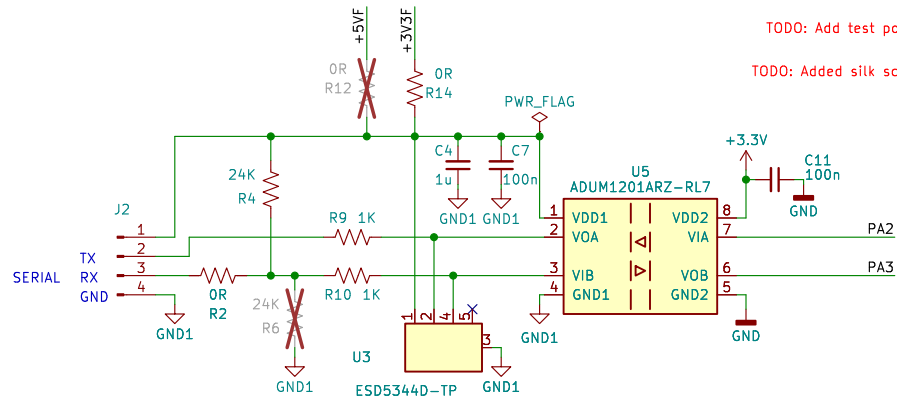 +5VF
+3V3F
TODO: Add test po
0R
R12
0R
R14
TODO: Added silk sc
PWR_FLAG
+3.3V
C4
1u
C7
100n
C11
100n
GND
24K
R4
GND1
GND1
U5
ADUM1201ARZ-RL7
J2
1
2
3
4
SERIAL
TX
RX
GND
R9 1K
R10 1K
0R
R2
24K
R6
GND1
GND1
1
2
3
4
VDD1
VOA
VIB
GND1
8
7
6
5
VDD2
VIA
VOB
GND2
PA2
PA3
GND1
GND
1
2
4
5
3
U3
ESD5344D-TP
GND1